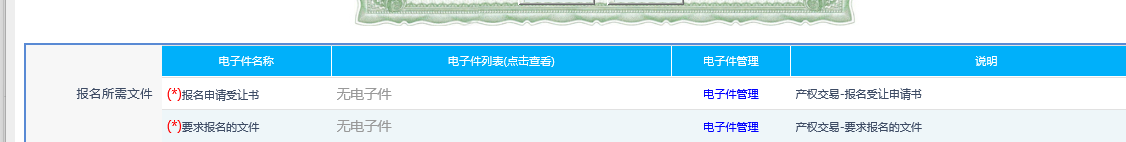 电子件名称 电子件列表(点击查看) 电子件管理 说明
报名所需文件 (*)报名申请受让书 无电子件 电子件管理 产权交易-报名受让申请书
(*)要求报名的文件 无电子件 电子件管理 产权交易-要求报名的文件